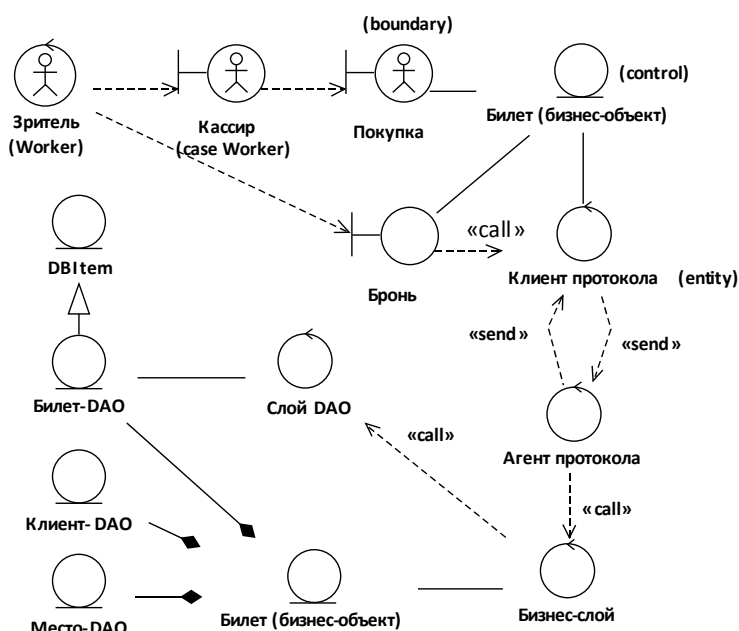 (boundary)
(control)
Зритель
(Worker)
Кассир
(case Worker)
Покупка
Билет (бизнес-объект)
«call»
DBItem
Бронь
Клиент протокола (entity)
«send»
«send»
Билет-DAO
Слой DAO
«call»
Агент протокола
«call»
Клиент- DAO
Билет (бизнес-объект)
Бизнес-слой
Место-DAO